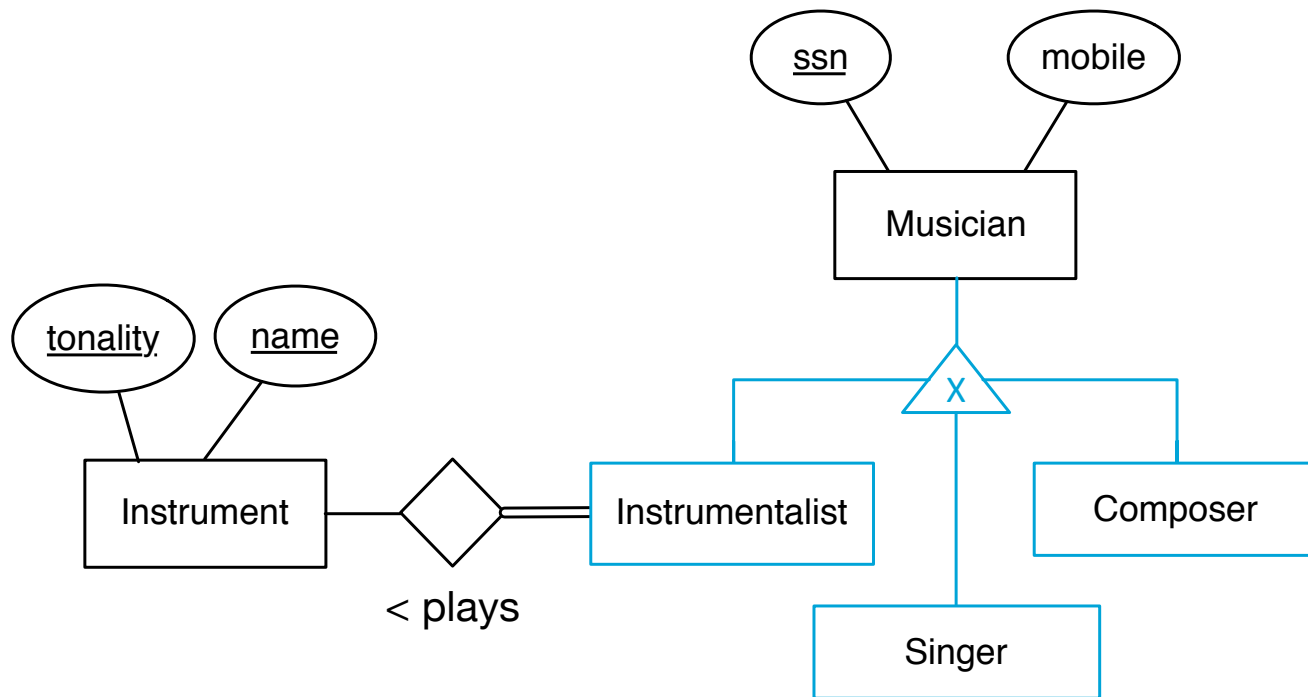 ssn
mobile
Musician
tonality
name
X
Instrument
Instrumentalist
Composer
< plays
Singer